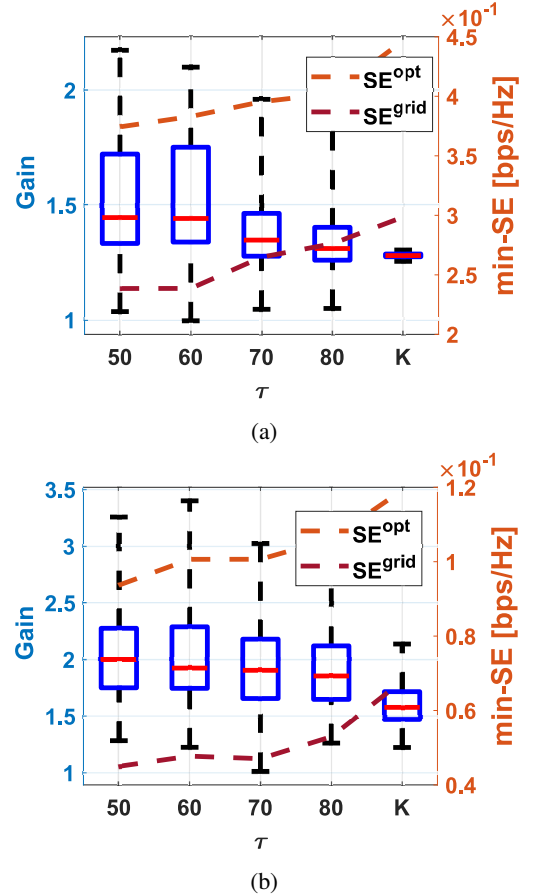 ×10⁻¹
4.5
2
SE^opt
4
SE^grid
3.5
Gain
1.5
3
min-SE [bps/Hz]
2.5
1
2
50 60 70 80 K
τ
(a)
×10⁻¹
3.5
1.2
SE^opt
3
SE^grid
1
2.5
Gain
2
0.8
min-SE [bps/Hz]
1.5
0.6
1
0.4
50 60 70 80 K
τ
(b)